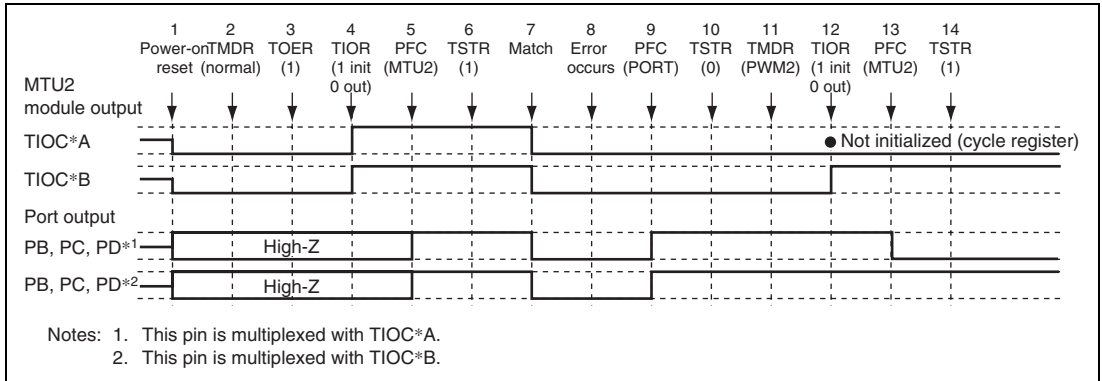 1 2 3 4 5 6 7 8 9 10 11 12 13 14
Power-on TMDR TOER TIOR PFC TSTR Match Error PFC TSTR TMDR TIOR PFC TSTR
reset (normal) (1) (1 init (MTU2) (1) occurs (PORT) (0) (PWM2) (1 init (MTU2) (1)
0 out) 0 out)
MTU2
module output
TIOC*A
● Not initialized (cycle register)
TIOC*B
Port output
PB, PC, PD*1
High-Z
PB, PC, PD*2
High-Z
Notes: 1. This pin is multiplexed with TIOC*A.
2. This pin is multiplexed with TIOC*B.